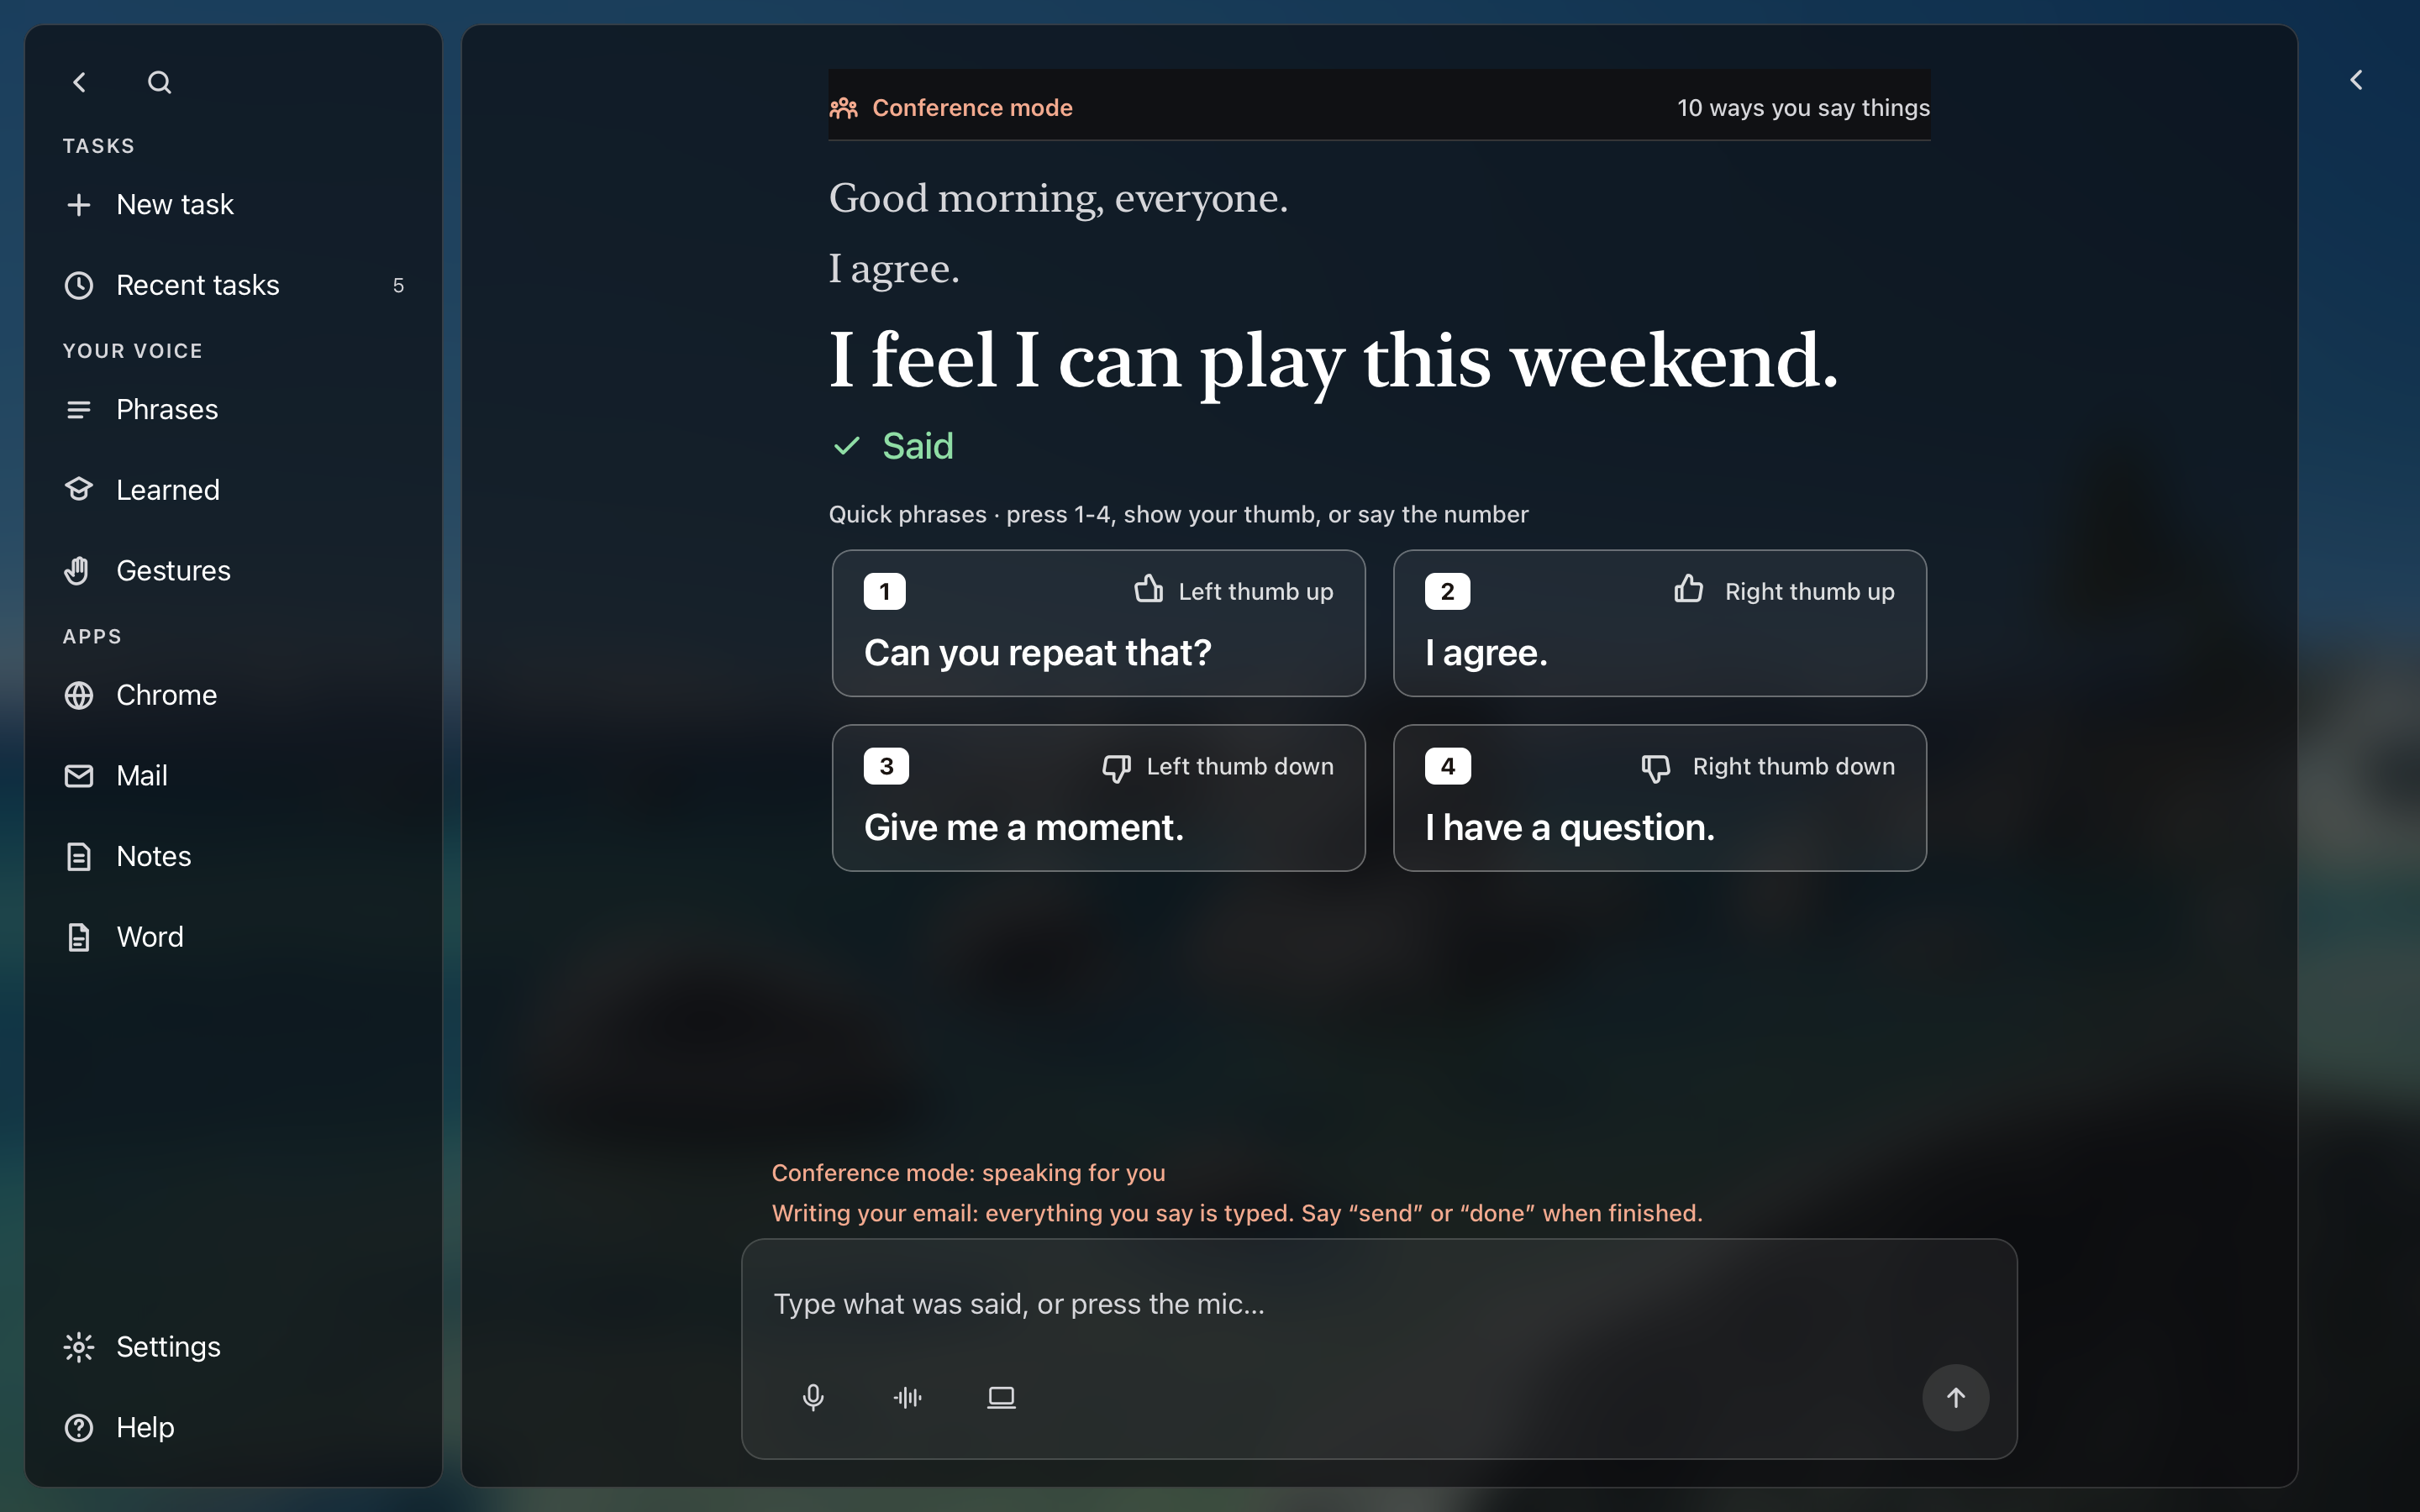 TASKS
New task
Recent tasks 5
YOUR VOICE
Phrases
Learned
Gestures
APPS
Chrome
Mail
Notes
Word
Settings
Help
Conference mode 10 ways you say things
Good morning, everyone.
I agree.
I feel I can play this weekend.
Said
Quick phrases · press 1-4, show your thumb, or say the number
1 Left thumb up
Can you repeat that?
2 Right thumb up
I agree.
3 Left thumb down
Give me a moment.
4 Right thumb down
I have a question.
Conference mode: speaking for you
Writing your email: everything you say is typed. Say “send” or “done” when finished.
Type what was said, or press the mic...